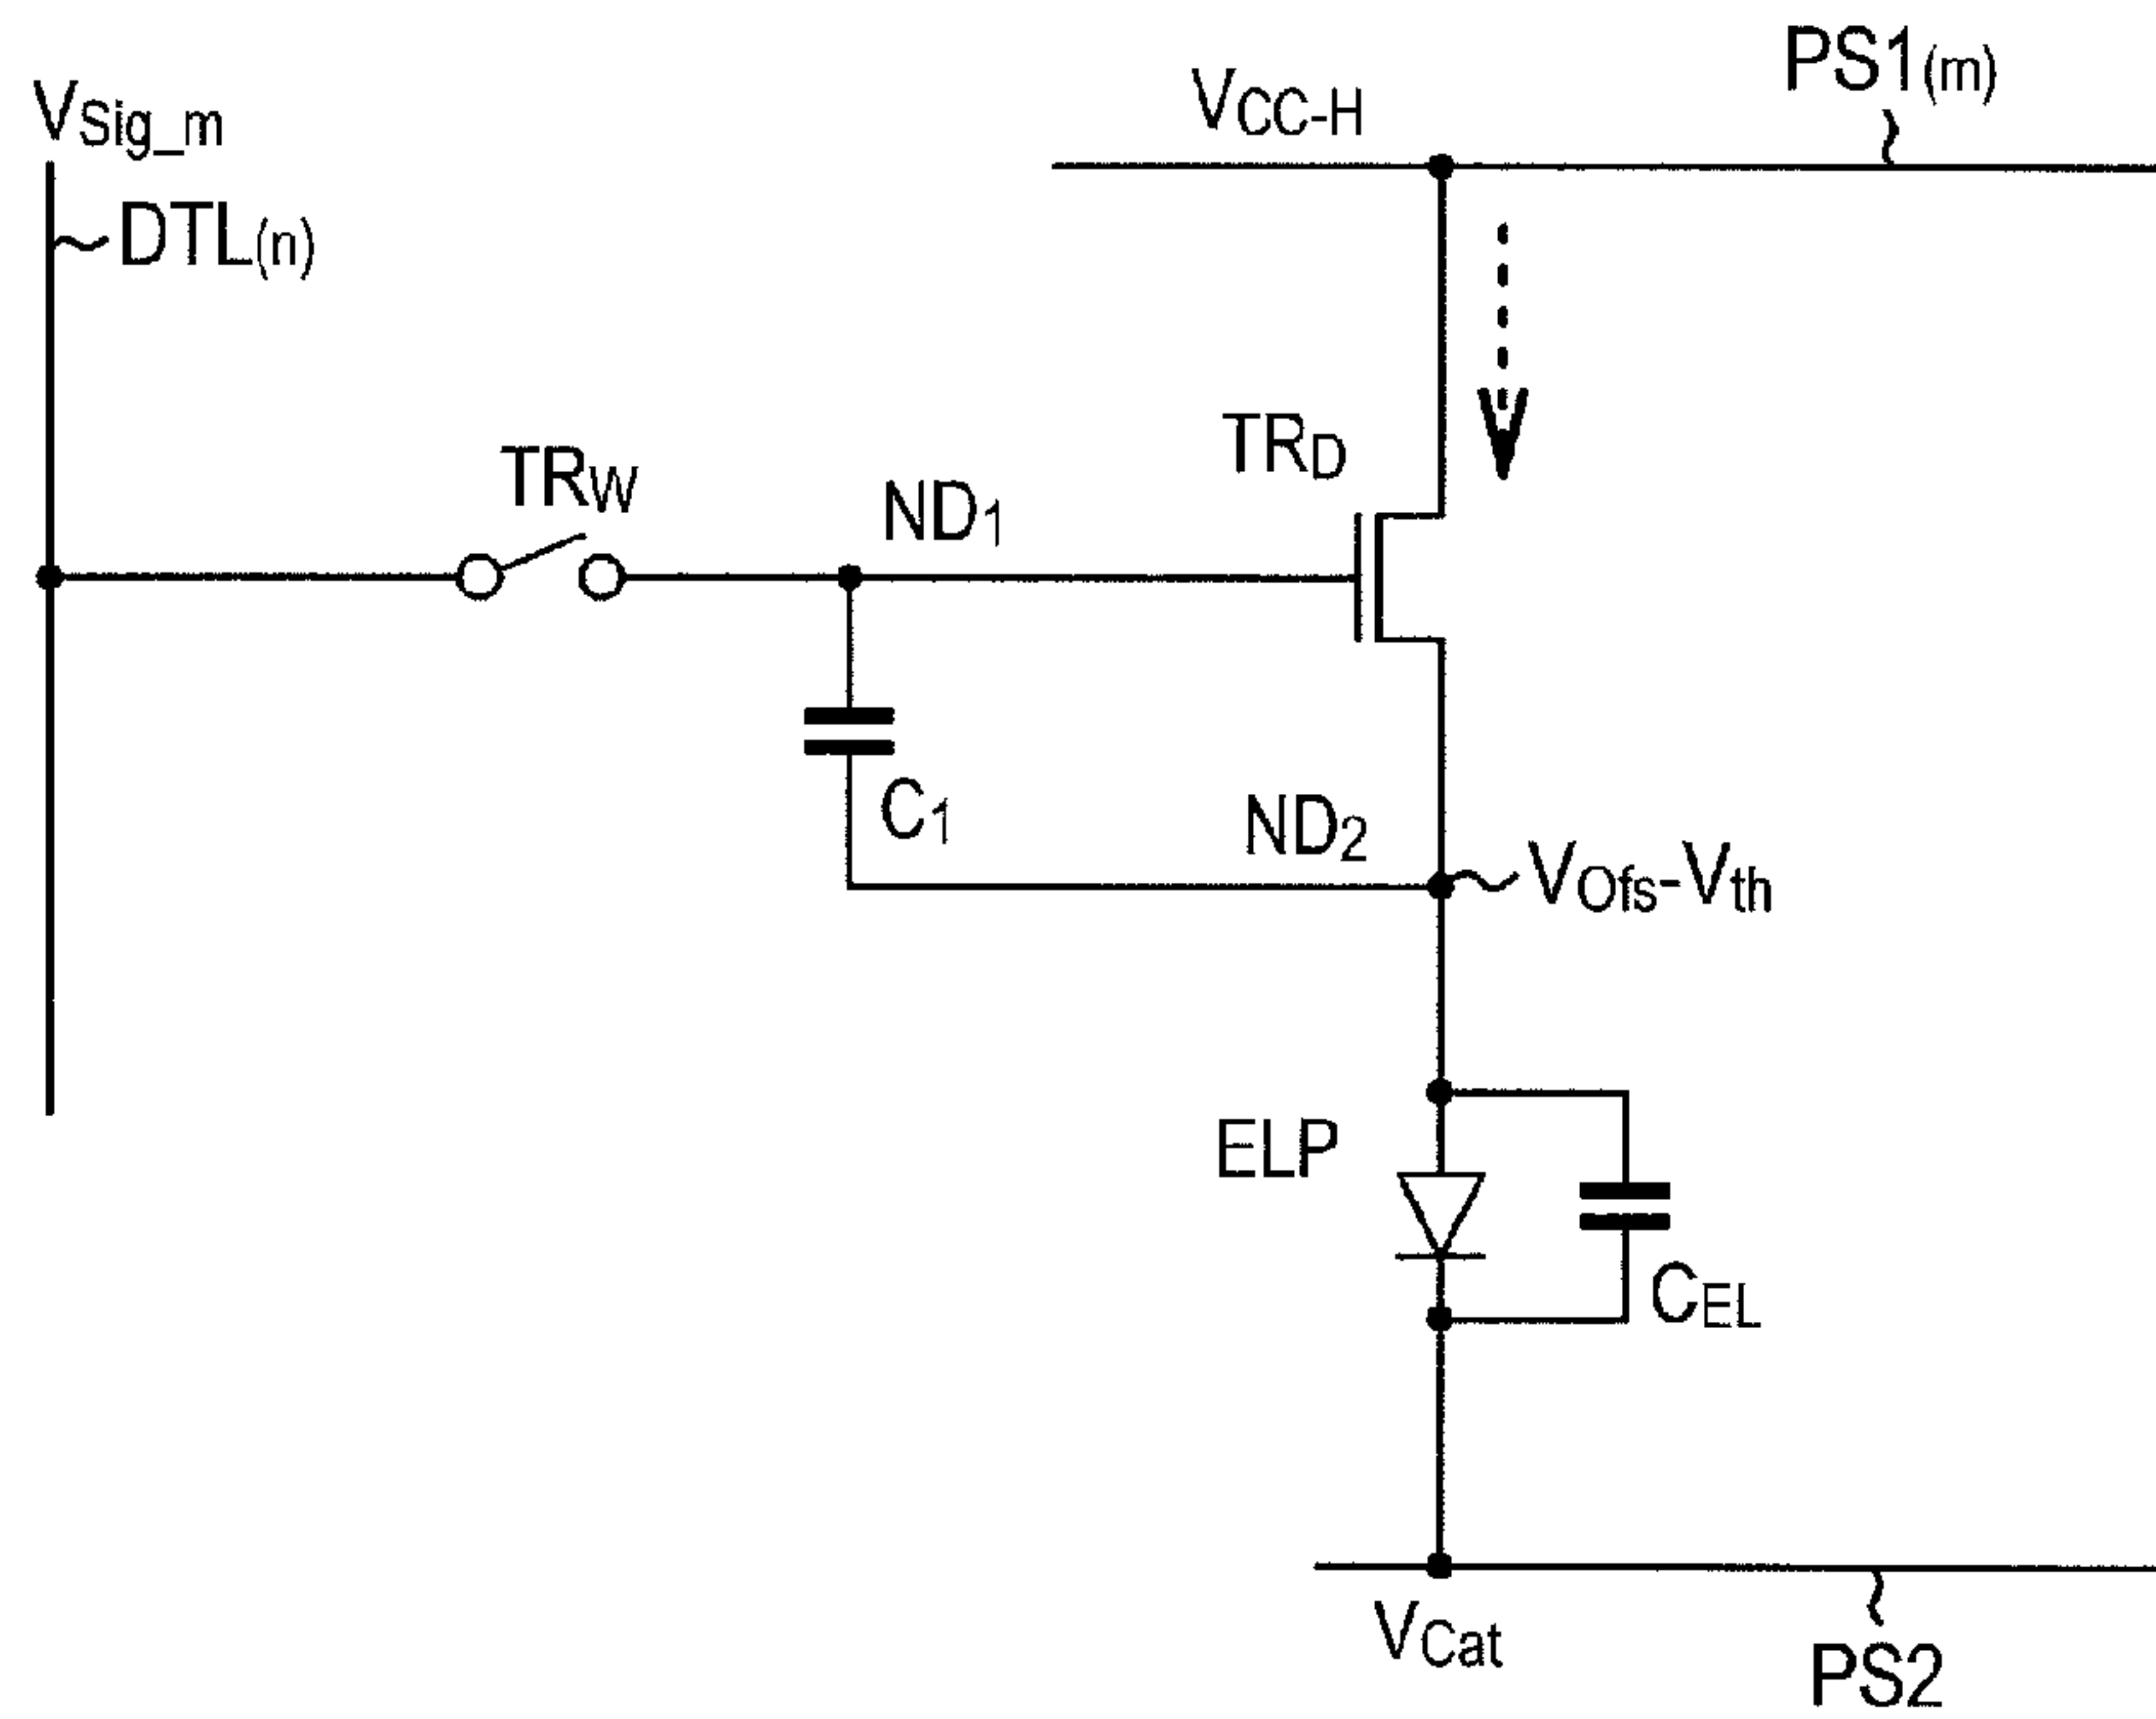 PS1(m)
VCC-H
VSig_m
DTL(n)
TRD
TRW
ND1
C1
ND2
VOfs-Vth
ELP
CEL
VCat
PS2